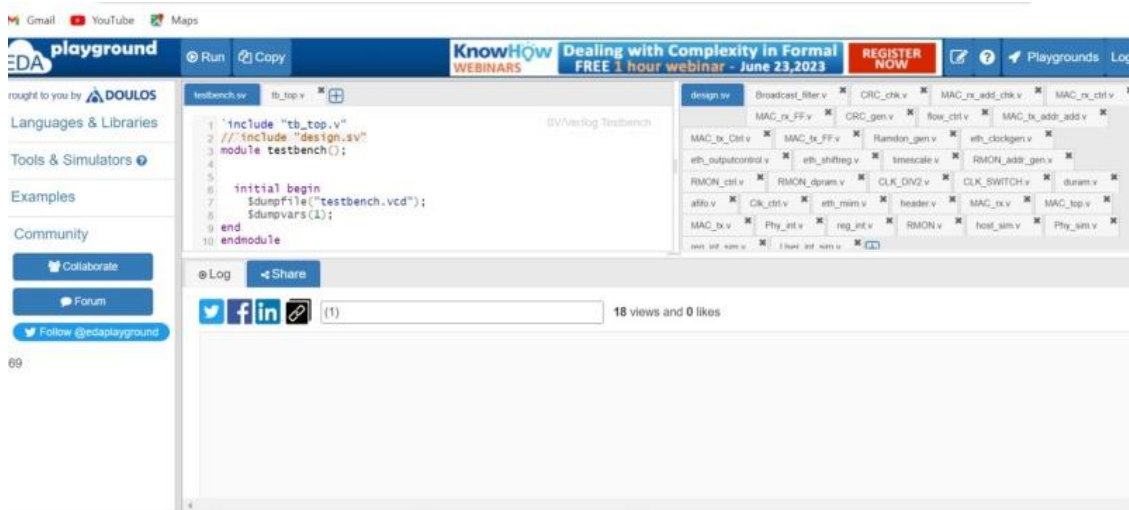 Gmail YouTube Maps
EDA playground
Run Copy
KnowHow WEBINARS
Dealing with Complexity in Formal
FREE 1 hour webinar - June 23,2023
REGISTER NOW
Playgrounds Log
rought to you by DOULOS
Languages & Libraries
Tools & Simulators
Examples
Community
Collaborate
Forum
Follow @edaplayground
69
testbench.sv tb_top.v
SV/Verilog Testbench
1 `include "tb_top.v"
2 //`include "design.sv"
3 module testbench();
4
5
6 initial begin
7 $dumpfile("testbench.vcd");
8 $dumpvars(1);
9 end
10 endmodule
design.sv Broadcast_filter.v CRC_chk.v MAC_rx_add_chk.v MAC_rx_ctrl.v
MAC_rx_FF.v CRC_gen.v flow_ctrl.v MAC_tx_addr_add.v
MAC_tx_Ctrl.v MAC_tx_FF.v Ramdon_gen.v eth_clockgen.v
eth_outputcontrol.v eth_shiftreg.v timescale.v RMON_addr_gen.v
RMON_ctrl.v RMON_dpram.v CLK_DIV2.v CLK_SWITCH.v duram.v
afifo.v Clk_ctrl.v eth_miim.v header.v MAC_rx.v MAC_top.v
MAC_tx.v Phy_int.v reg_int.v RMON.v host_sim.v Phy_sim.v
reg_int_sim.v User_int_sim.v
Log Share
(1)
18 views and 0 likes